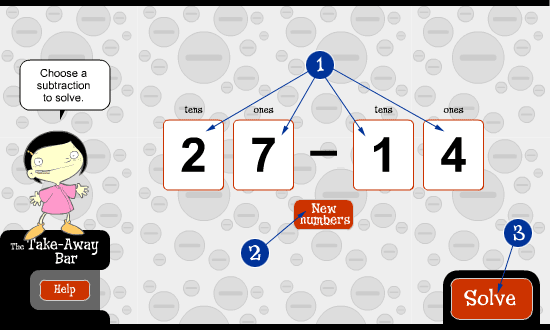 1
Choose a
subtraction
to solve.
tens ones tens ones
2 7 – 1 4
New
numbers
2
3
The Take-Away
Bar
Help
Solve